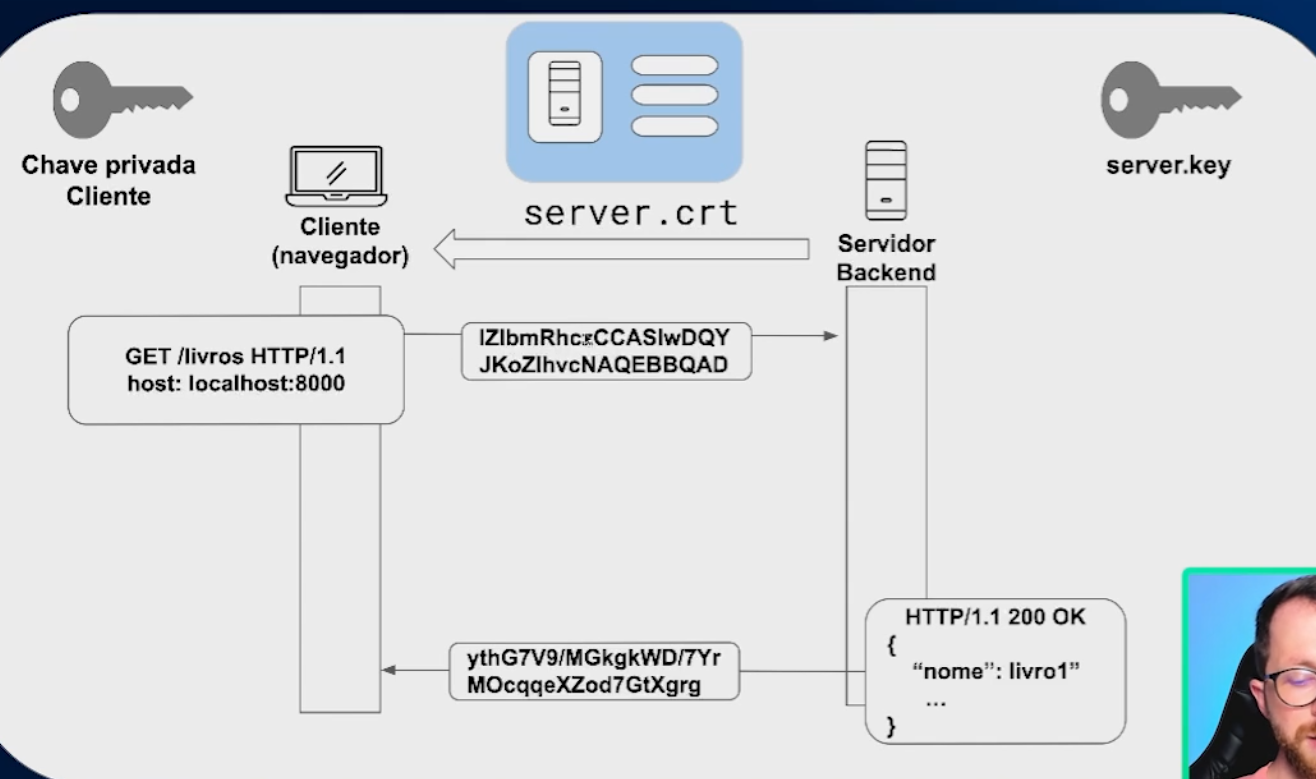 Chave privada
Cliente
server.key
server.crt
Cliente
(navegador)
Servidor
Backend
GET /livros HTTP/1.1
host: localhost:8000
IZIbmRhcgCCASIwDQY
JKoZIhvcNAQEBBQAD
HTTP/1.1 200 OK
{
“nome”: livro1”
...
}
ythG7V9/MGkgkWD/7Yr
MOcqqeXZod7GtXgrg